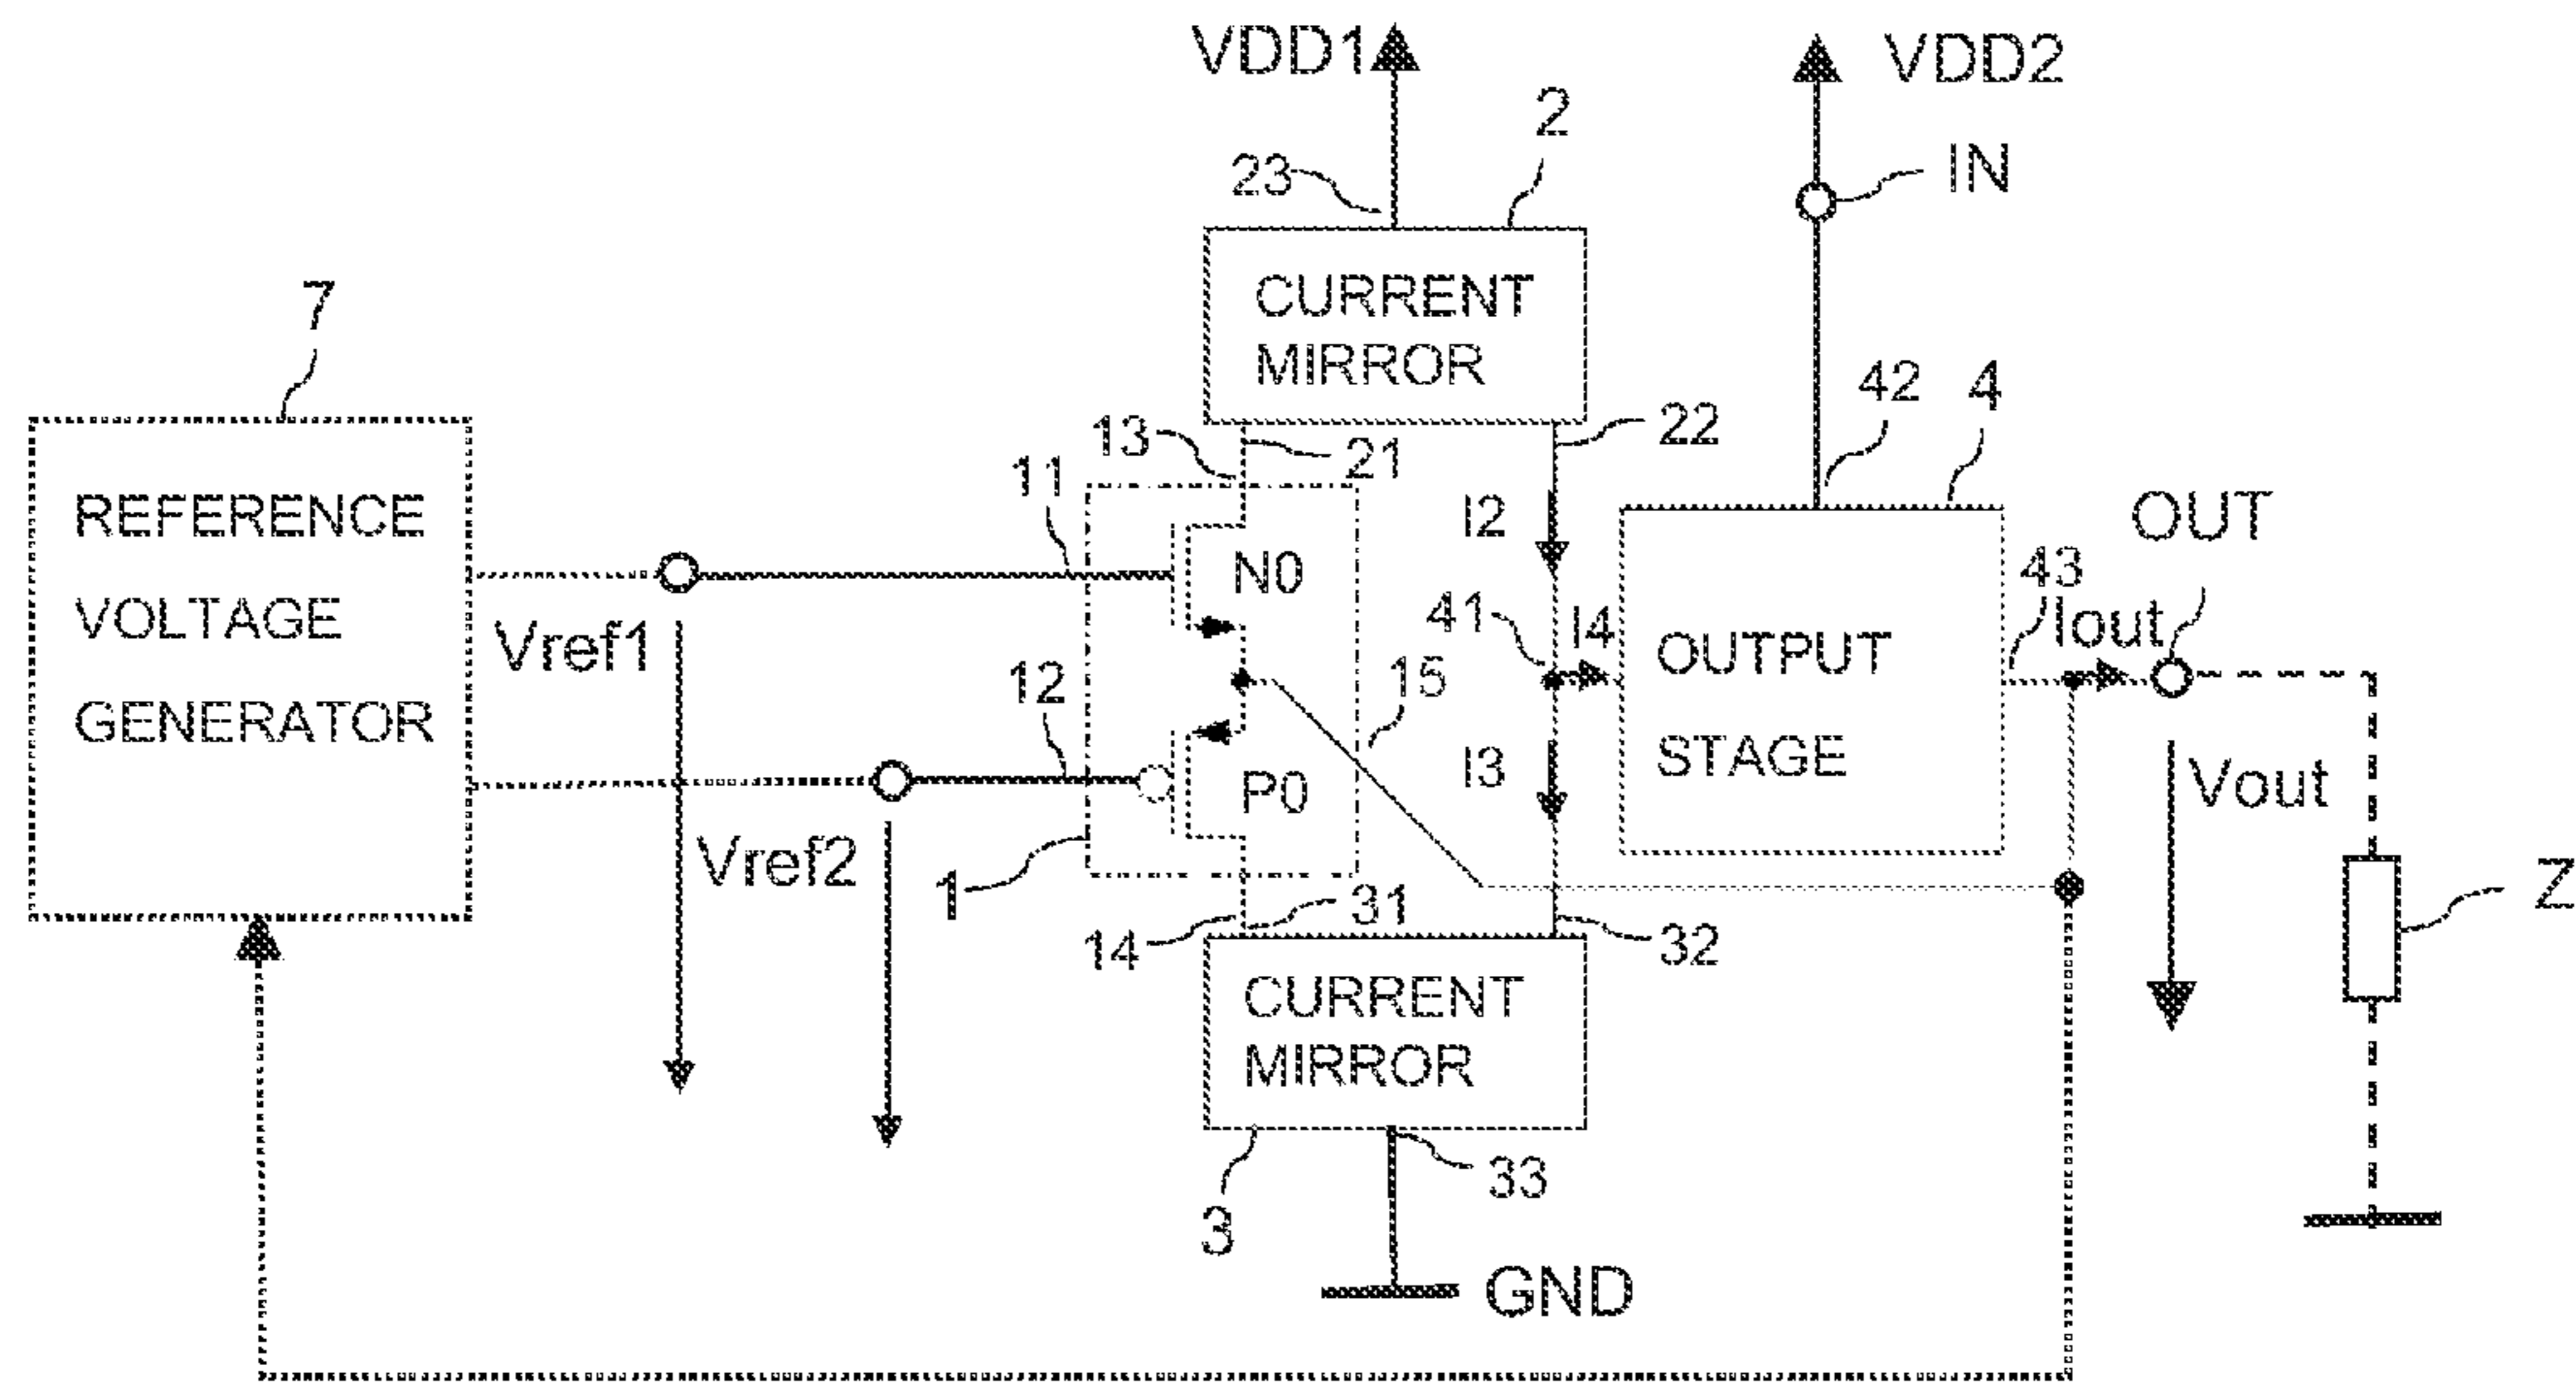 VDD1
VDD2
2
23
IN
CURRENT
MIRROR
7
42
4
13
21
22
11
REFERENCE
VOLTAGE
GENERATOR
I2
OUT
N0
43
Vref1
41
I4
Iout
12
15
OUTPUT
STAGE
I3
P0
Vout
Vref2
1
31
Z
14
32
CURRENT
MIRROR
33
3
GND